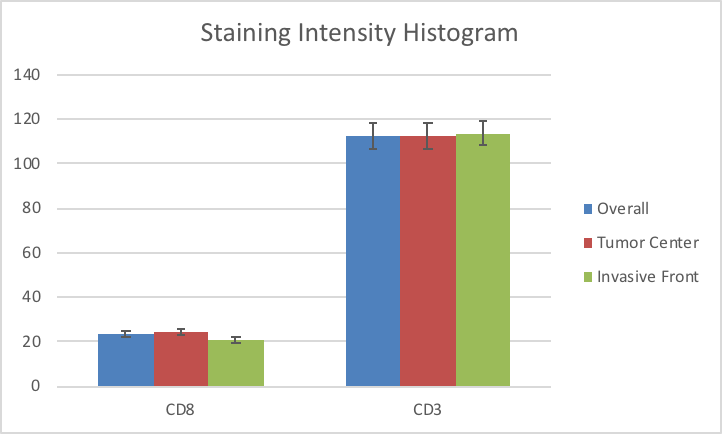 Staining Intensity Histogram
140
120
100
80
60
40
20
0
CD8
CD3
Overall
Tumor Center
Invasive Front